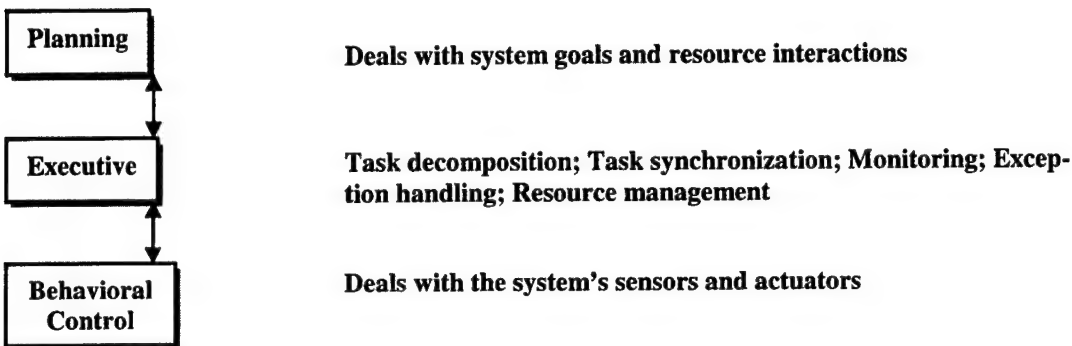 Planning
Deals with system goals and resource interactions
Executive
Task decomposition; Task synchronization; Monitoring; Excep-
tion handling; Resource management
Behavioral
Control
Deals with the system's sensors and actuators